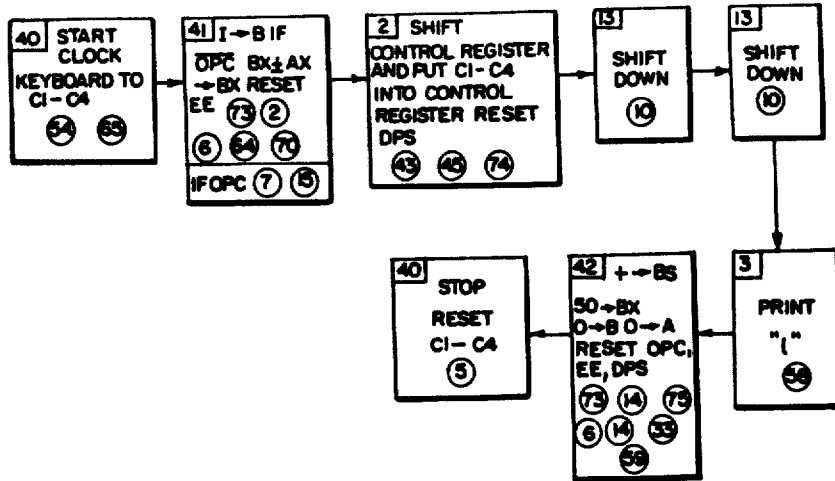 40 START
CLOCK
KEYBOARD TO
C1-C4
54 65
41 I→B IF
OPC BX±AX
→BX RESET
EE 73 2
6 64 70
IF OPC 7 15
2 SHIFT
CONTROL REGISTER
AND PUT C1-C4
INTO CONTROL
REGISTER RESET
DPS
43 45 74
13
SHIFT
DOWN
10
13
SHIFT
DOWN
10
3
PRINT
"("
56
42 +→BS
50→BX
0→B 0→A
RESET OPC,
EE, DPS
73 14 75
6 14 33
59
40
STOP
RESET
C1-C4
5